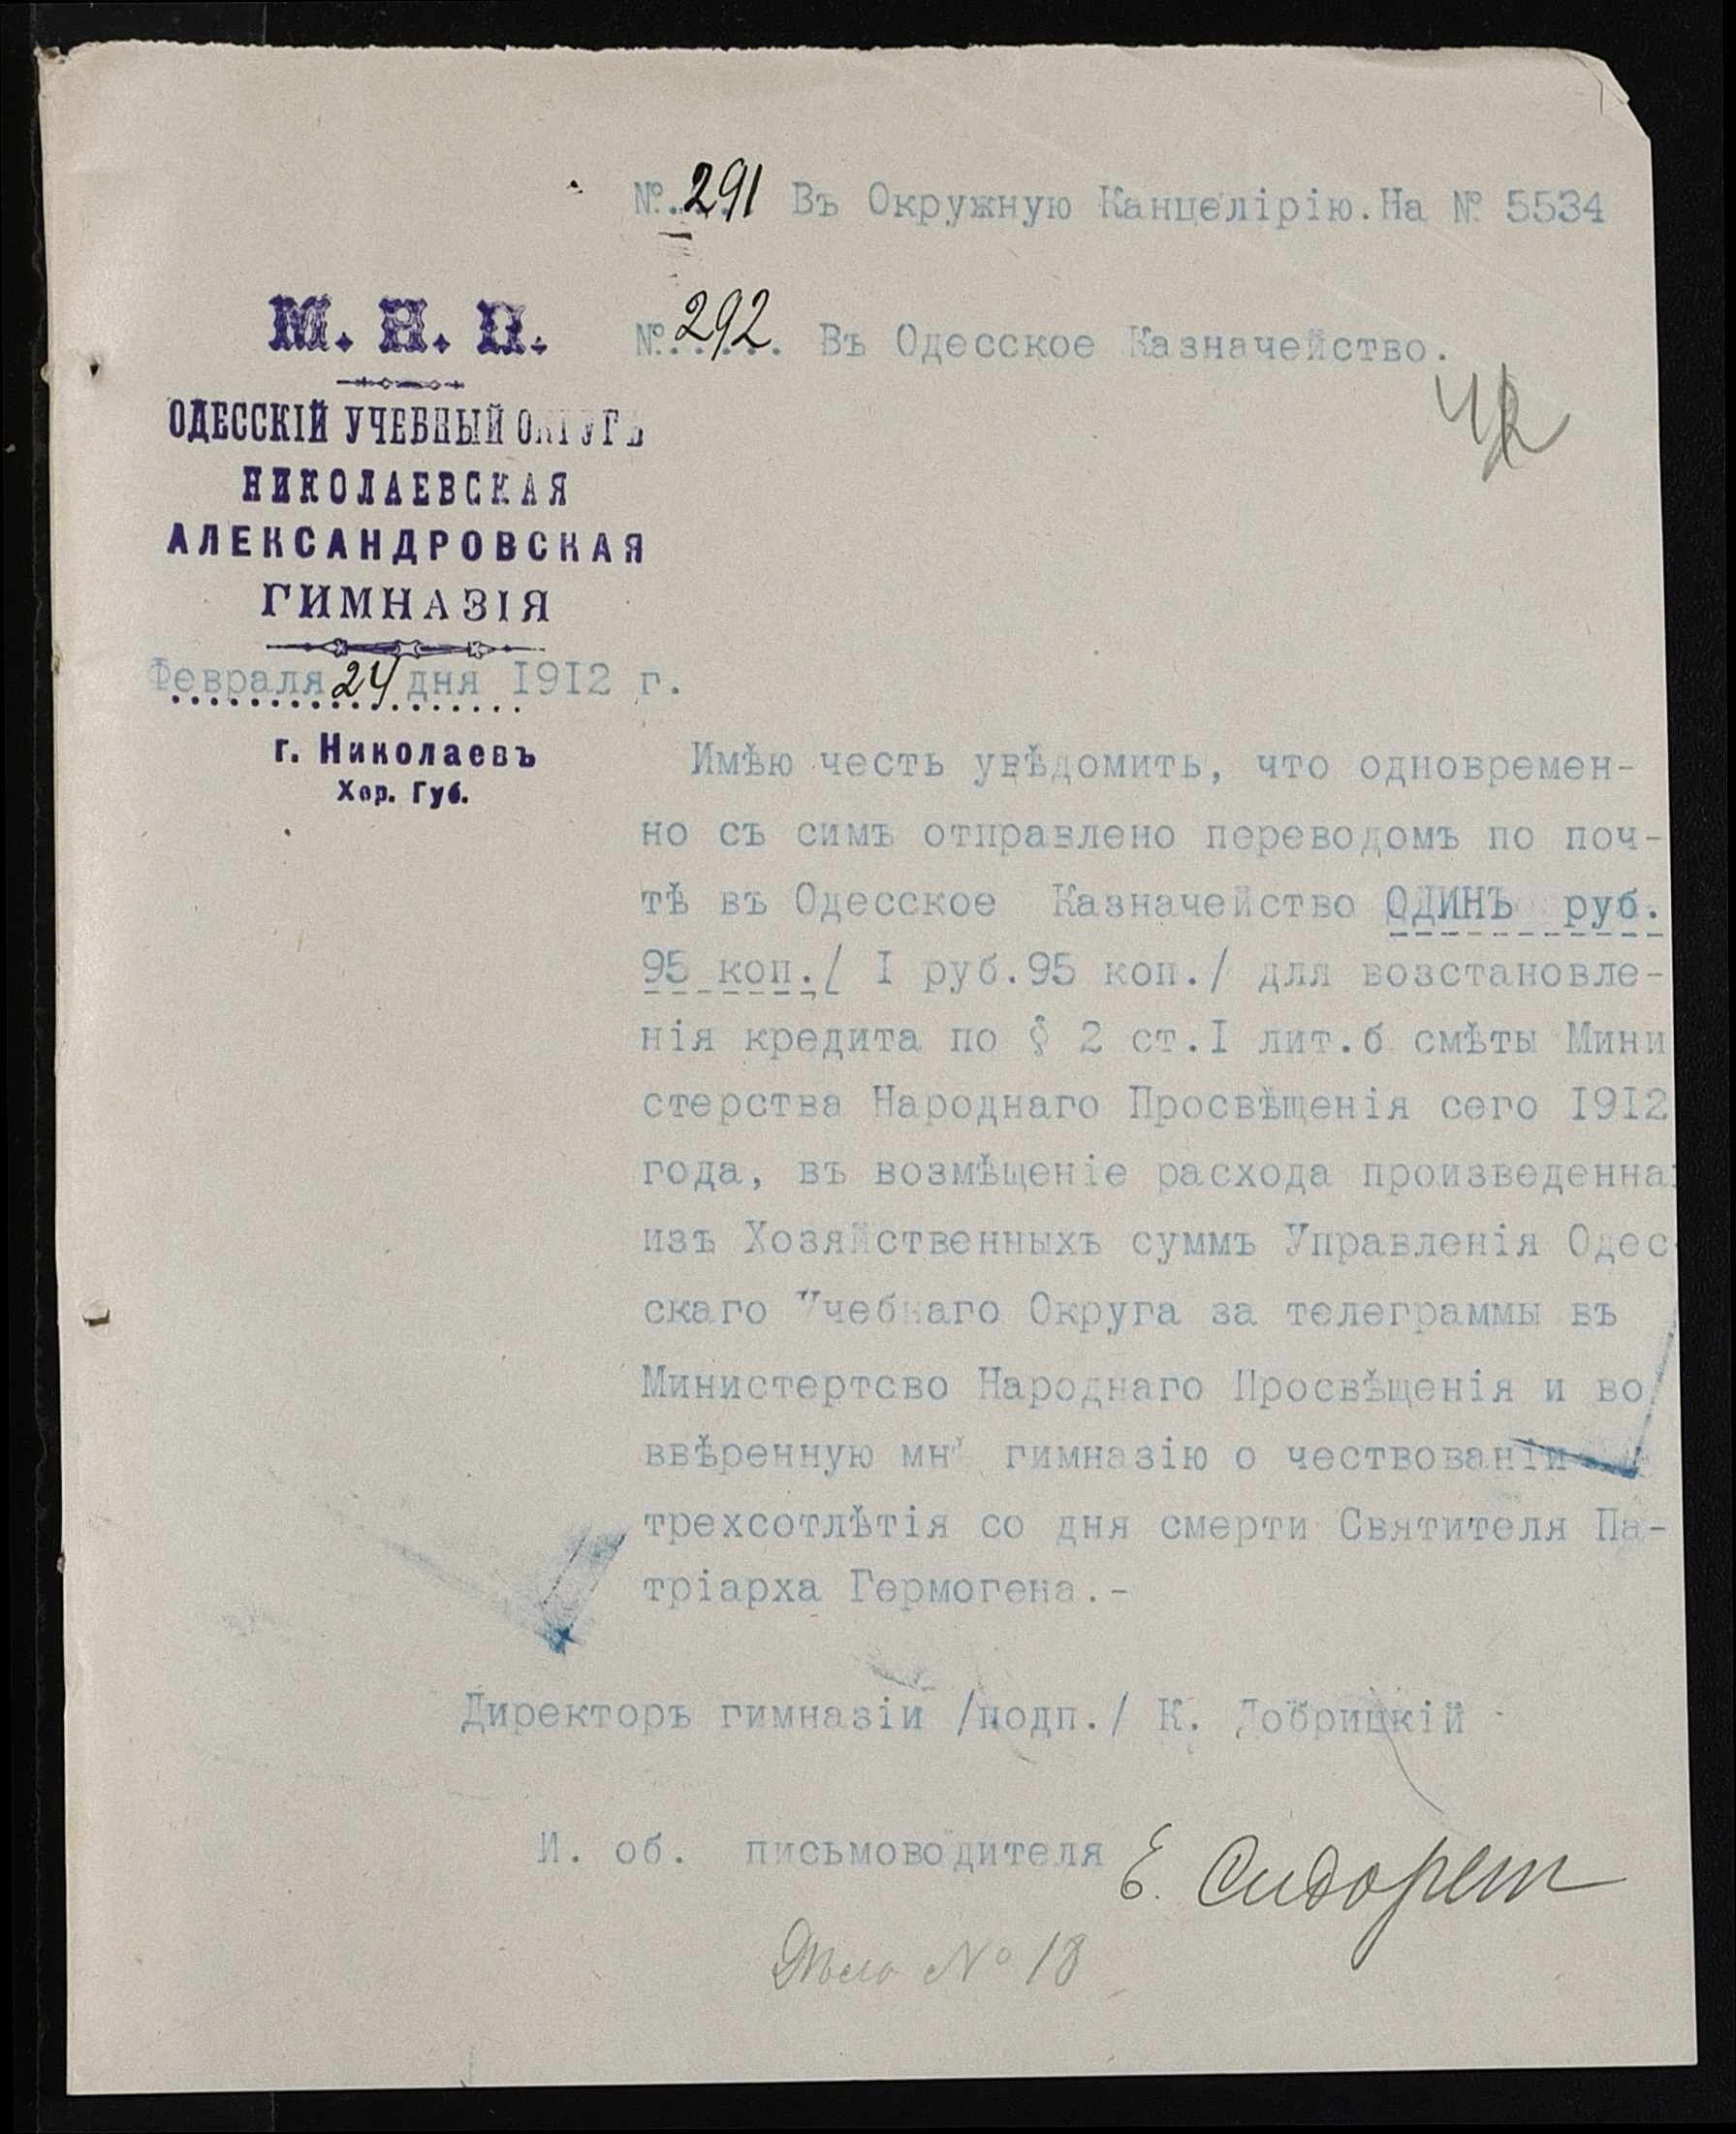 № 291 Въ Окружную Канцелірію. На № 5534
№ 292. Въ Одесское Казначейство.
42
М. Н. П.
ОДЕССКІЙ УЧЕБНЫЙ ОКРУГЪ
НИКОЛАЕВСКАЯ
АЛЕКСАНДРОВСКАЯ
ГИМНАЗІЯ
Февраля 24 дня 1912 г.
г. Николаевъ
Хер. Губ.
Имѣю честь увѣдомить, что одновремен-
но съ симъ отправлено переводомъ по поч-
тѣ въ Одесское Казначейство ОДИНЪ руб.
95 коп./ I руб.95 коп./ для возстановле-
нія кредита по § 2 ст.I лит.б смѣты Мини
стерства Народнаго Просвѣщенія сего I9I2
года, въ возмѣщеніе расхода произведенна
изъ Хозяйственныхъ суммъ Управленія Одес
скаго Учебнаго Округа за телеграммы въ
Министертсво Народнаго Просвѣщенія и во
ввѣренную мнѣ гимназію о чествованіи
трехсотлѣтія со дня смерти Святителя Па-
тріарха Гермогена.-
Директоръ гимназіи /подп./ К. Добрицкій
И. об. письмоводителя Е.
Дѣло № 18